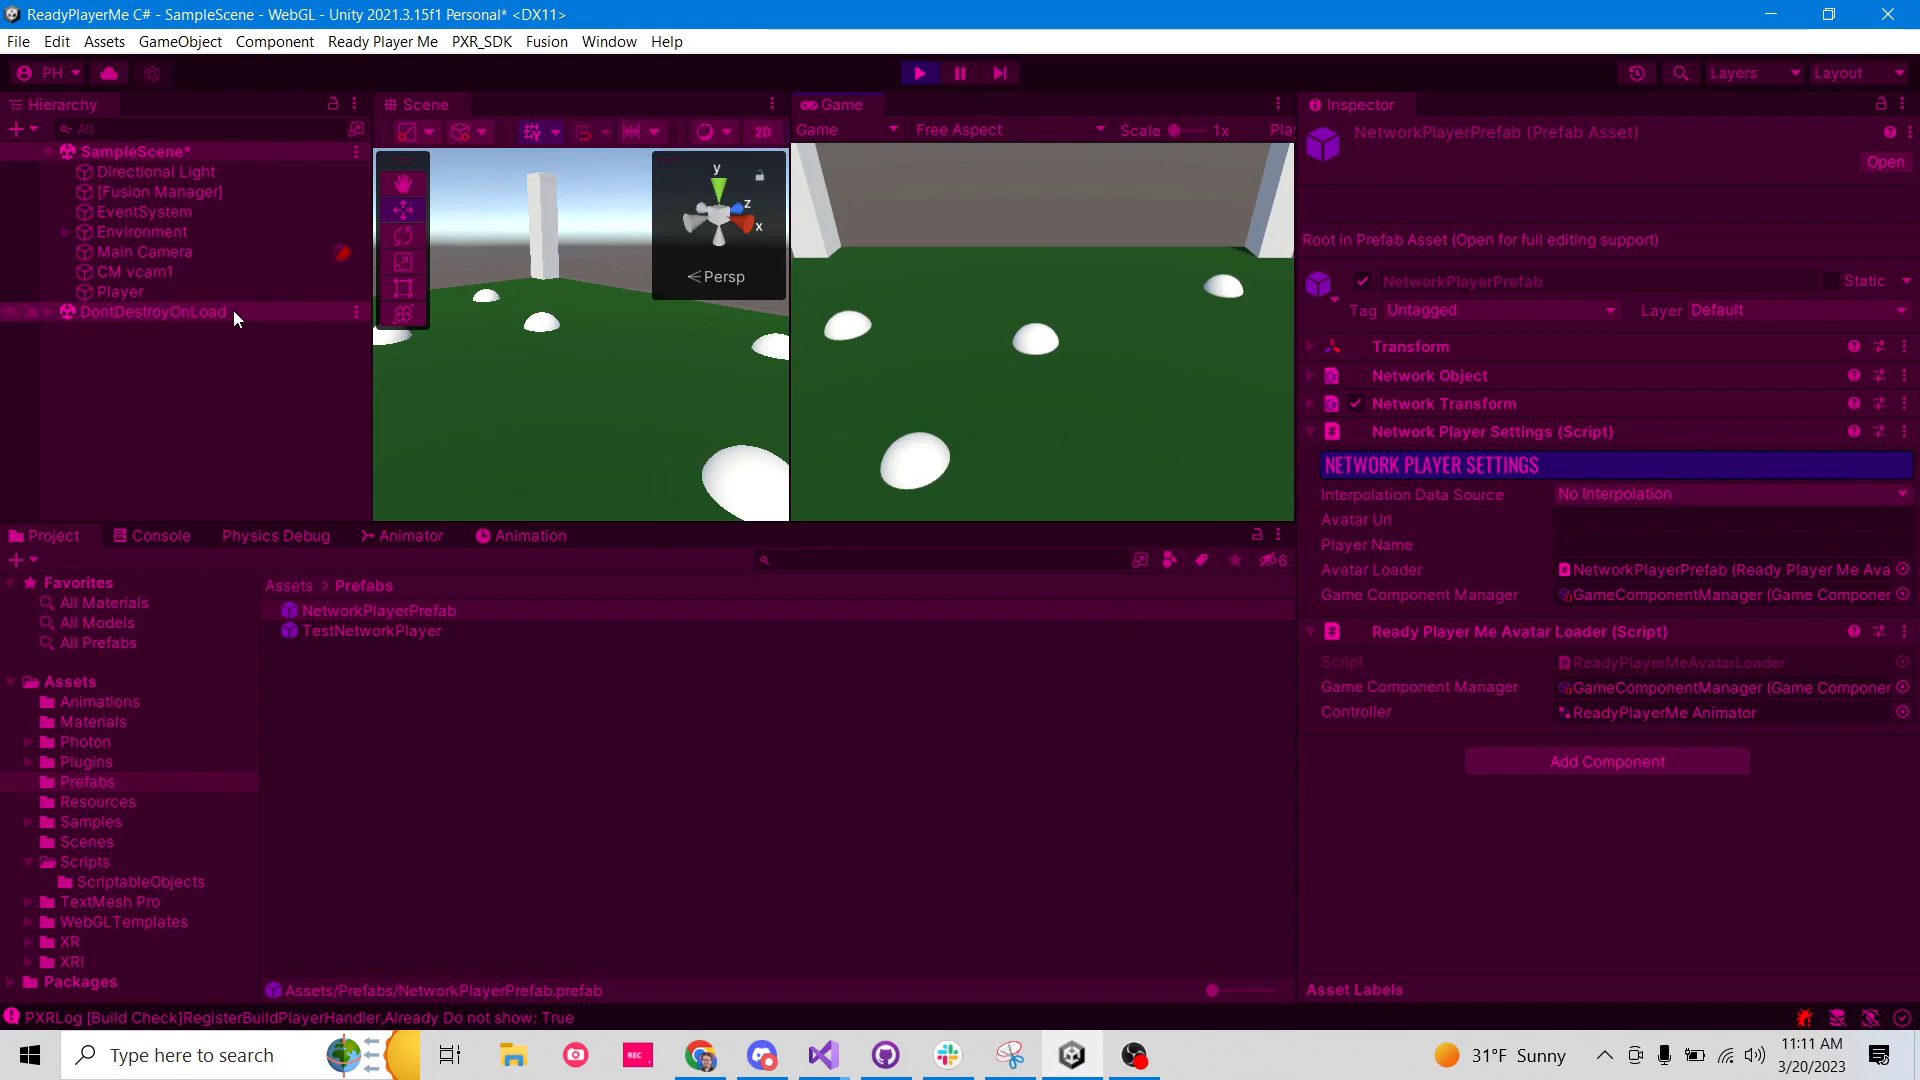 ReadyPlayerMe C# - SampleScene - WebGL - Unity 2021.3.15f1 Personal* <DX11>
File Edit Assets GameObject Component Ready Player Me PXR_SDK Fusion Window Help
PH Layers Layout
Hierarchy
All
SampleScene*
Directional Light
[Fusion Manager]
EventSystem
Environment
Main Camera
CM vcam1
Player
DontDestroyOnLoad
Scene
2D
y
z
x
Persp
Game
Game Free Aspect Scale 1x Pla
Inspector
NetworkPlayerPrefab (Prefab Asset)
Open
Root in Prefab Asset (Open for full editing support)
NetworkPlayerPrefab Static
Tag Untagged Layer Default
Transform
Network Object
Network Transform
Network Player Settings (Script)
NETWORK PLAYER SETTINGS
Interpolation Data Source No Interpolation
Avatar Url
Player Name
Avatar Loader NetworkPlayerPrefab (Ready Player Me Ava
Game Component Manager GameComponentManager (Game Componer
Ready Player Me Avatar Loader (Script)
Script ReadyPlayerMeAvatarLoader
Game Component Manager GameComponentManager (Game Componer
Controller ReadyPlayerMe Animator
Add Component
Asset Labels
Project Console Physics Debug Animator Animation
6
Favorites
All Materials
All Models
All Prefabs
Assets
Animations
Materials
Photon
Plugins
Prefabs
Resources
Samples
Scenes
Scripts
ScriptableObjects
TextMesh Pro
WebGLTemplates
XR
XRI
Packages
Assets > Prefabs
NetworkPlayerPrefab
TestNetworkPlayer
Assets/Prefabs/NetworkPlayerPrefab.prefab
PXRLog [Build Check]RegisterBuildPlayerHandler,Already Do not show: True
Type here to search
REC
31°F Sunny
11:11 AM
3/20/2023